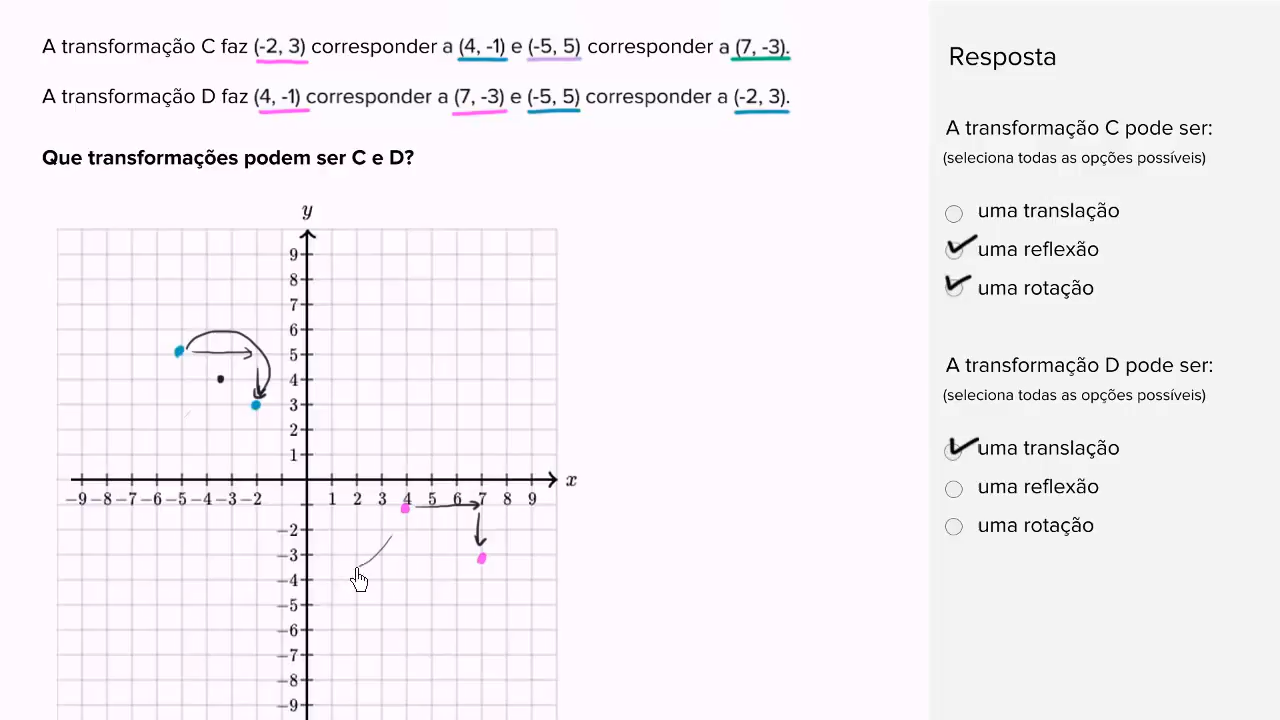 A transformação C faz (-2, 3) corresponder a (4, -1) e (-5, 5) corresponder a (7, -3).
A transformação D faz (4, -1) corresponder a (7, -3) e (-5, 5) corresponder a (-2, 3).
Que transformações podem ser C e D?
y
9
8
7
6
5
4
3
2
1
x
−9 −8 −7 −6 −5 −4 −3 −2 1 2 3 4 5 6 7 8 9
−2
−3
−4
−5
−6
−7
−8
−9
Resposta
A transformação C pode ser:
(seleciona todas as opções possíveis)
uma translação
uma reflexão
uma rotação
A transformação D pode ser:
(seleciona todas as opções possíveis)
uma translação
uma reflexão
uma rotação